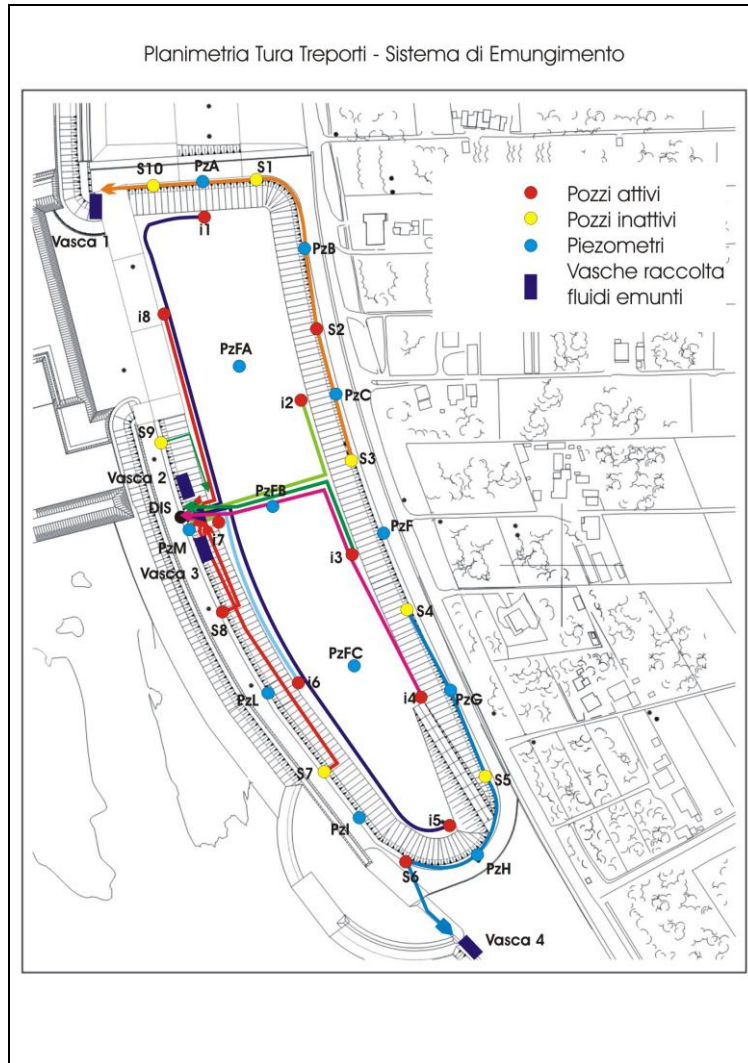 Planimetria Tura Treporti - Sistema di Emungimento
S10
PzA
S1
Pozzi attivi
Pozzi inattivi
Piezometri
Vasche raccolta
fluidi emunti
Vasca 1
i1
PzB
i8
S2
PzFA
PzC
i2
S9
S3
Vasca 2
DIS
PzFB
PzM
i7
PzF
Vasca 3
i3
S8
S4
PzFC
i6
i4
PzG
PzL
S7
S5
PzI
i5
S6
PzH
Vasca 4